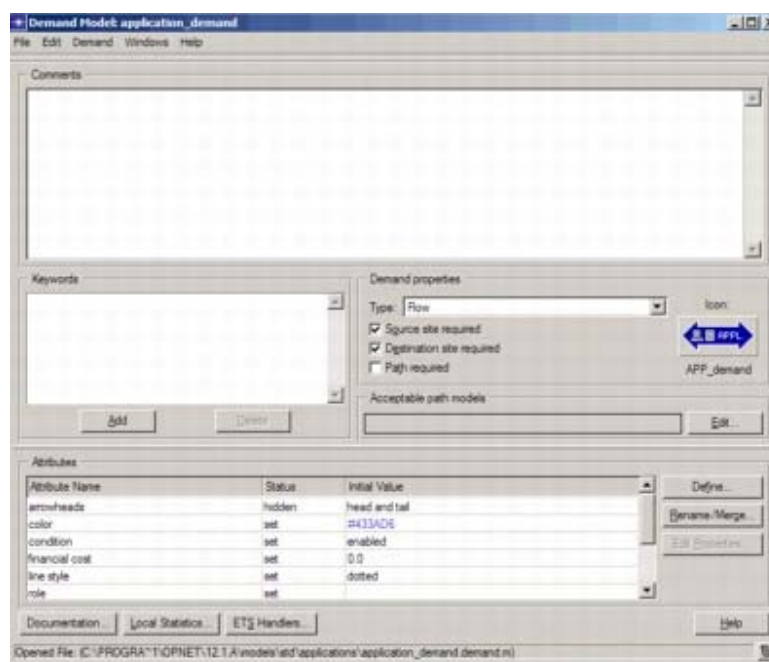 Demand Model: application_demand
File Edit Demand Windows Help
Comments
Keywords
Add
Delete
Demand properties
Type: Flow
Source site required
Destination site required
Path required
Icon:
APPL
APP_demand
Acceptable path models
Edit...
Attributes
Attribute Name Status Initial Value
arrowheads hidden head and tail
color set #433AD6
condition set enabled
financial cost set 0.0
line style set dotted
role set
Define...
Rename/Merge...
Edit Properties...
Documentation... Local Statistics... ETS Handlers... Help
Opened File: (C:\PROGRA~1\OPNET\12.1.A\models\std\applications\application_demand.demand.m)